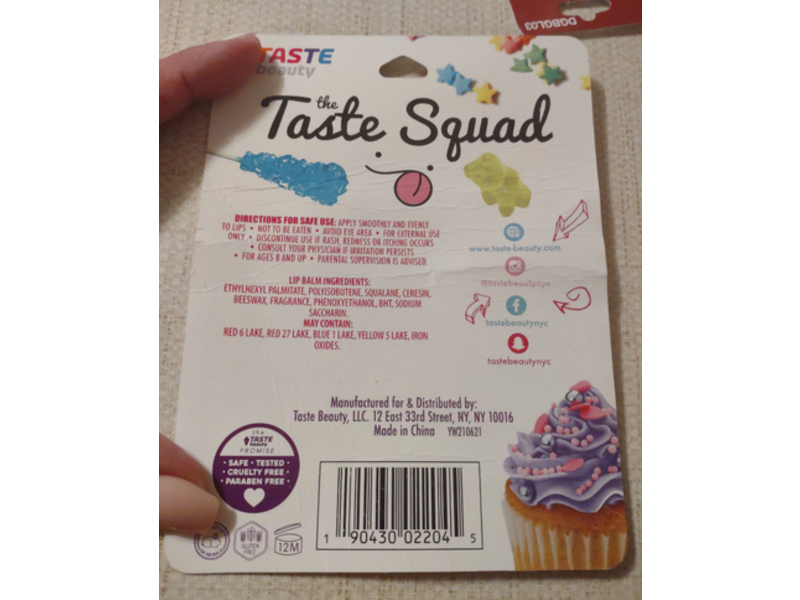 TASTE
beauty
the
Taste Squad
DIRECTIONS FOR SAFE USE: APPLY SMOOTHLY AND EVENLY
TO LIPS • NOT TO BE EATEN • AVOID EYE AREA • FOR EXTERNAL USE
ONLY • DISCONTINUE USE IF RASH, REDNESS OR ITCHING OCCURS
• CONSULT YOUR PHYSICIAN IF IRRITATION PERSISTS
• FOR AGES 8 AND UP • PARENTAL SUPERVISION IS ADVISED.
LIP BALM INGREDIENTS:
ETHYLHEXYL PALMITATE, POLYISOBUTENE, SQUALANE, CERESIN,
BEESWAX, FRAGRANCE, PHENOXYETHANOL, BHT, SODIUM
SACCHARIN.
MAY CONTAIN:
RED 6 LAKE, RED 27 LAKE, BLUE 1 LAKE, YELLOW 5 LAKE, IRON
OXIDES.
www.taste-beauty.com
@tastebeautynyc
f
tastebeautynyc
tastebeautynyc
Manufactured for & Distributed by:
Taste Beauty, LLC. 12 East 33rd Street, NY, NY 10016
Made in China YW210621
the
TASTE
beauty
PROMISE
• SAFE • TESTED •
CRUELTY FREE •
• PARABEN FREE •
GLUTEN
FREE
12M
1 90430 02204 5
DGBGL03